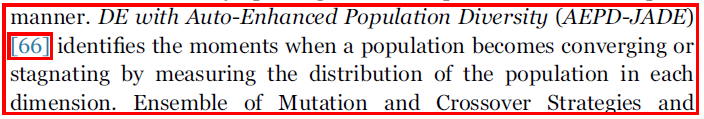 manner. DE with Auto-Enhanced Population Diversity (AEPD-JADE)
[66] identifies the moments when a population becomes converging or
stagnating by measuring the distribution of the population in each
dimension. Ensemble of Mutation and Crossover Strategies and